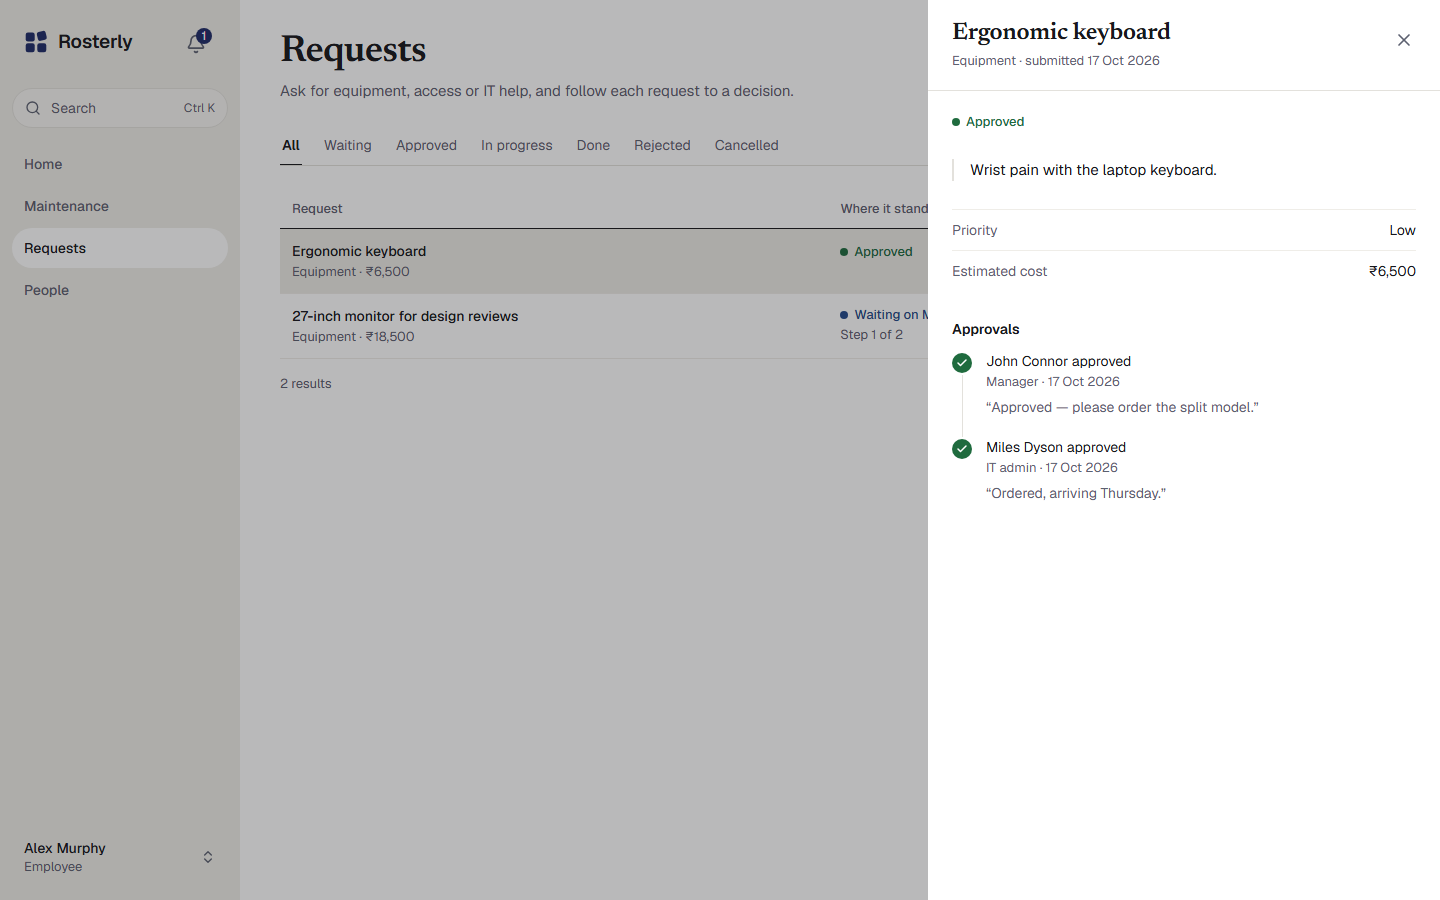 Rosterly
1
Search
Ctrl K
Home
Maintenance
Requests
People
Alex Murphy
Employee
Requests
Ask for equipment, access or IT help, and follow each request to a decision.
All Waiting Approved In progress Done Rejected Cancelled
Request Where it stand
Ergonomic keyboard
Approved
Equipment · ₹6,500
27-inch monitor for design reviews
Waiting on M
Equipment · ₹18,500
Step 1 of 2
2 results
Ergonomic keyboard
Equipment · submitted 17 Oct 2026
Approved
Wrist pain with the laptop keyboard.
Priority Low
Estimated cost ₹6,500
Approvals
John Connor approved
Manager · 17 Oct 2026
“Approved — please order the split model.”
Miles Dyson approved
IT admin · 17 Oct 2026
“Ordered, arriving Thursday.”